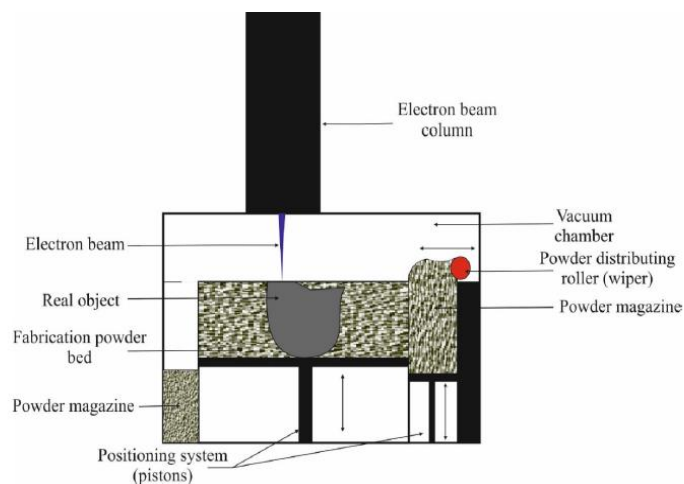 Electron beam
column
Vacuum
chamber
Electron beam
Powder distributing
roller (wiper)
Real object
Powder magazine
Fabrication powder
bed
Powder magazine
Positioning system
(pistons)